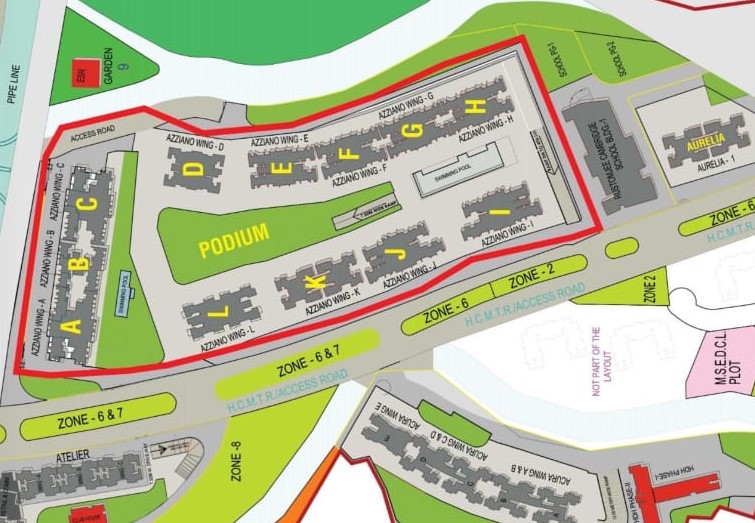 PIPE LINE
ESR
GARDEN
9
ACCESS ROAD
AZZIANO WING - D
AZZIANO WING - E
AZZIANO WING - G
SCHOOL PG-1
SCHOOL PG-2
AZZIANO WING - C
C
D
E
F
G
H
AZZIANO WING - H
RUSTOMJEE CAMBRIDGE
SCHOOL BLDG-1
AURELIA
AURELIA - 1
AZZIANO WING - F
SWIMMING POOL
AZZIANO WING - B
B
PODIUM
I
AZZIANO WING - I
ZONE - 6
H.C.M.T.R.
SWIMMING POOL
J
AZZIANO WING - J
K
AZZIANO WING - K
AZZIANO WING - A
A
L
AZZIANO WING - L
ZONE - 6
ZONE - 2
H.C.M.T.R./ACCESS ROAD
ZONE 2
ZONE - 6 & 7
H.C.M.T.R./ACCESS ROAD
NOT PART OF THE
LAYOUT
M.S.E.D.C.L.
PLOT
ZONE - 6 & 7
ATELIER
ZONE - 8
ACURA WING E
ACURA WING C & D
ACURA WING A & B
E
D
C
B
A
HDH PHASE-I
HDH PHASE-II
CLUB HOUSE